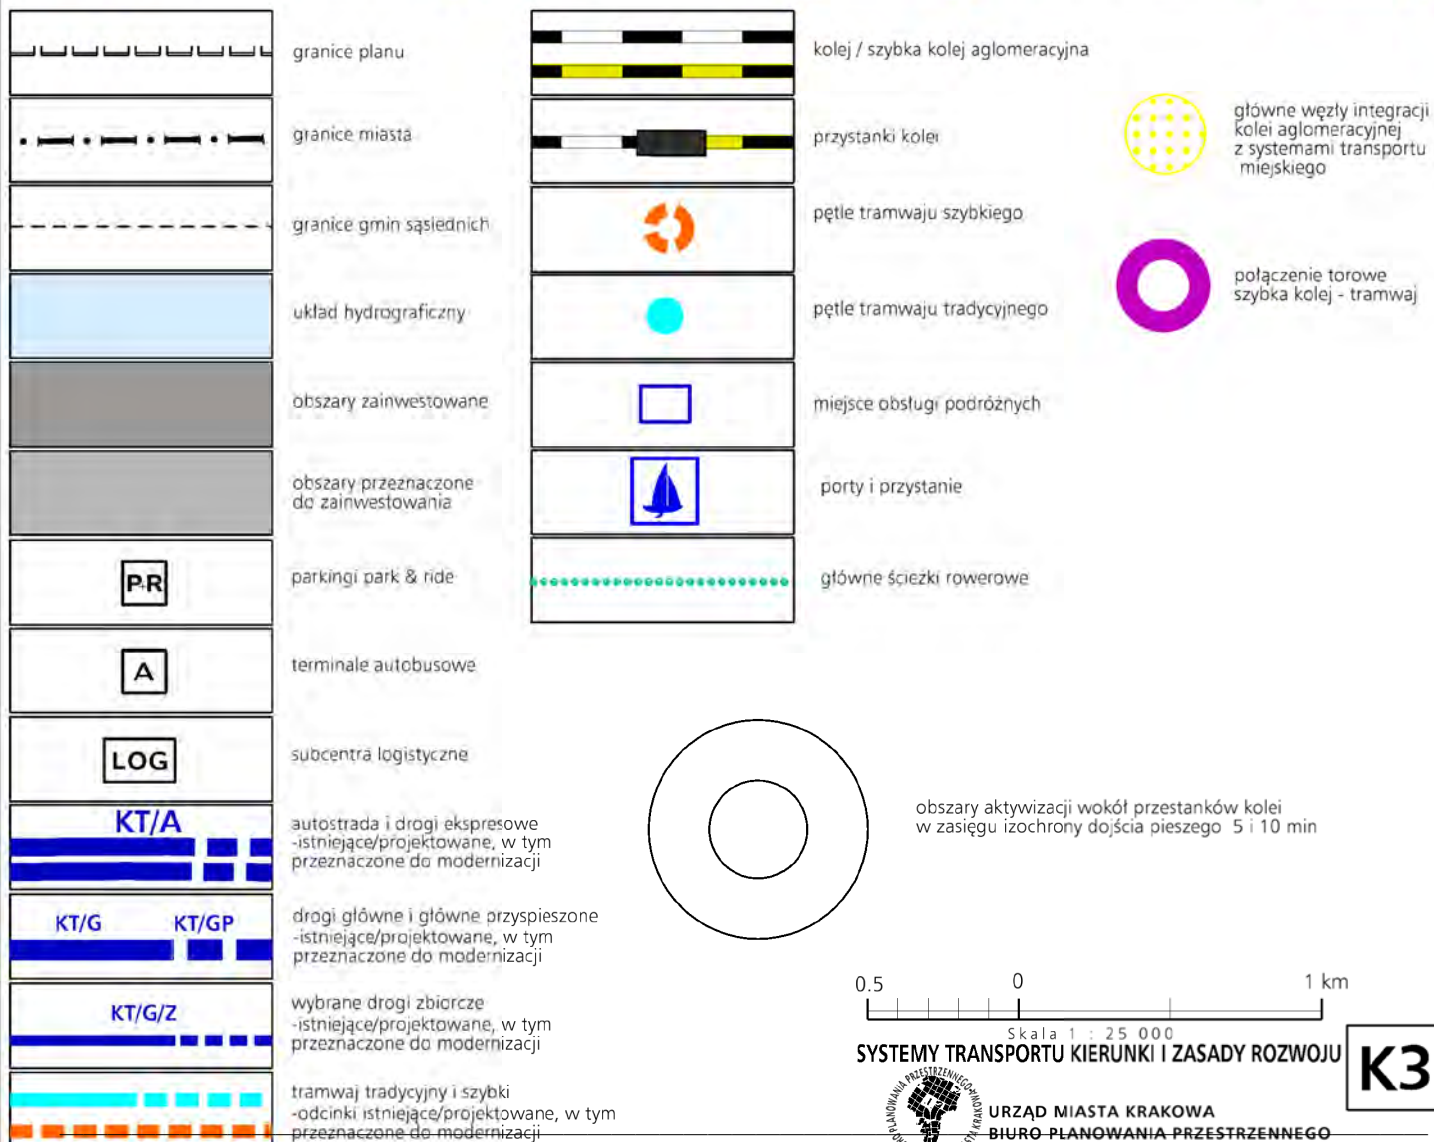 granice planu
granice miasta
granice gmin sąsiednich
układ hydrograficzny
obszary zainwestowane
obszary przeznaczone
do zainwestowania
P+R
parkingi park & ride
A
terminale autobusowe
LOG
subcentra logistyczne
KT/A
autostrada i drogi ekspresowe
-istniejące/projektowane, w tym
przeznaczone do modernizacji
KT/G KT/GP
drogi główne i główne przyspieszone
-istniejące/projektowane, w tym
przeznaczone do modernizacji
KT/G/Z
wybrane drogi zbiorcze
-istniejące/projektowane, w tym
przeznaczone do modernizacji
tramwaj tradycyjny i szybki
-odcinki istniejące/projektowane, w tym
przeznaczone do modernizacji
kolej / szybka kolej aglomeracyjna
przystanki kolei
pętle tramwaju szybkiego
pętle tramwaju tradycyjnego
miejsce obsługi podróżnych
porty i przystanie
główne ścieżki rowerowe
główne węzły integracji
kolei aglomeracyjnej
z systemami transportu
miejskiego
połączenie torowe
szybka kolej - tramwaj
obszary aktywizacji wokół przestanków kolei
w zasięgu izochrony dojścia pieszego 5 i 10 min
0.5 0 1 km
Skala 1 : 25 000
SYSTEMY TRANSPORTU KIERUNKI I ZASADY ROZWOJU
K3
PLANOWANIA PRZESTRZENNEGO
URZĄD MIASTA KRAKOWA
BIURO PLANOWANIA PRZESTRZENNEGO